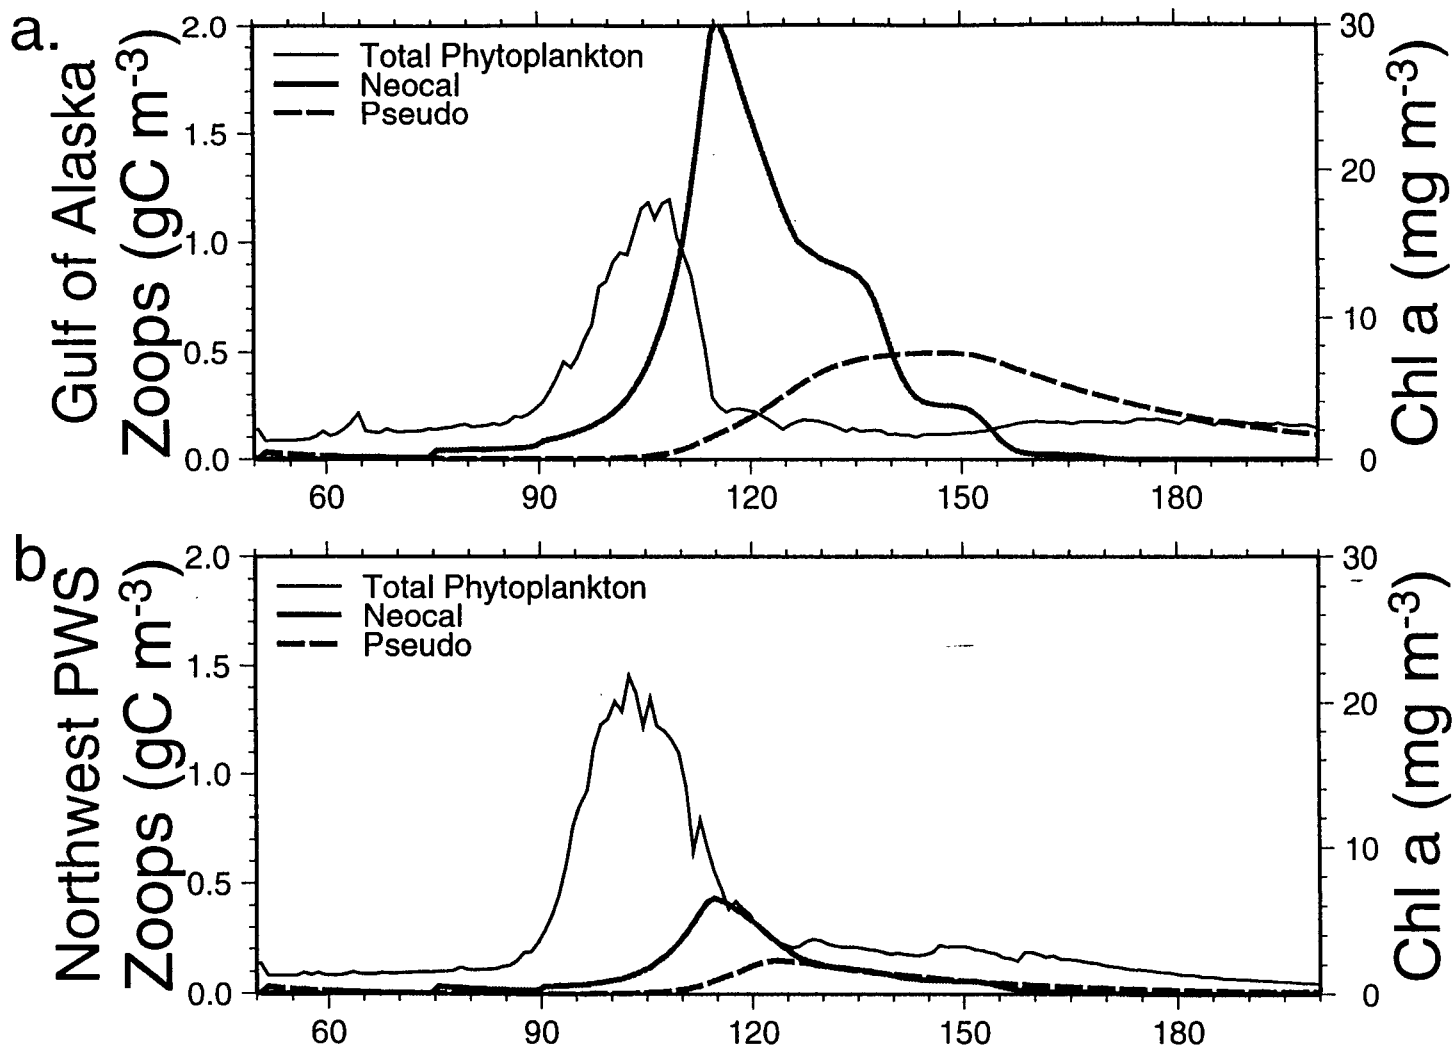 a.
Gulf of Alaska
Zoops (gC m-3)
Chl a (mg m-3)
Total Phytoplankton
Neocal
Pseudo
2.0
1.5
1.0
0.5
0.0
30
20
10
0
60 90 120 150 180
b
Northwest PWS
Zoops (gC m-3)
Chl a (mg m-3)
Total Phytoplankton
Neocal
Pseudo
2.0
1.5
1.0
0.5
0.0
30
20
10
0
60 90 120 150 180